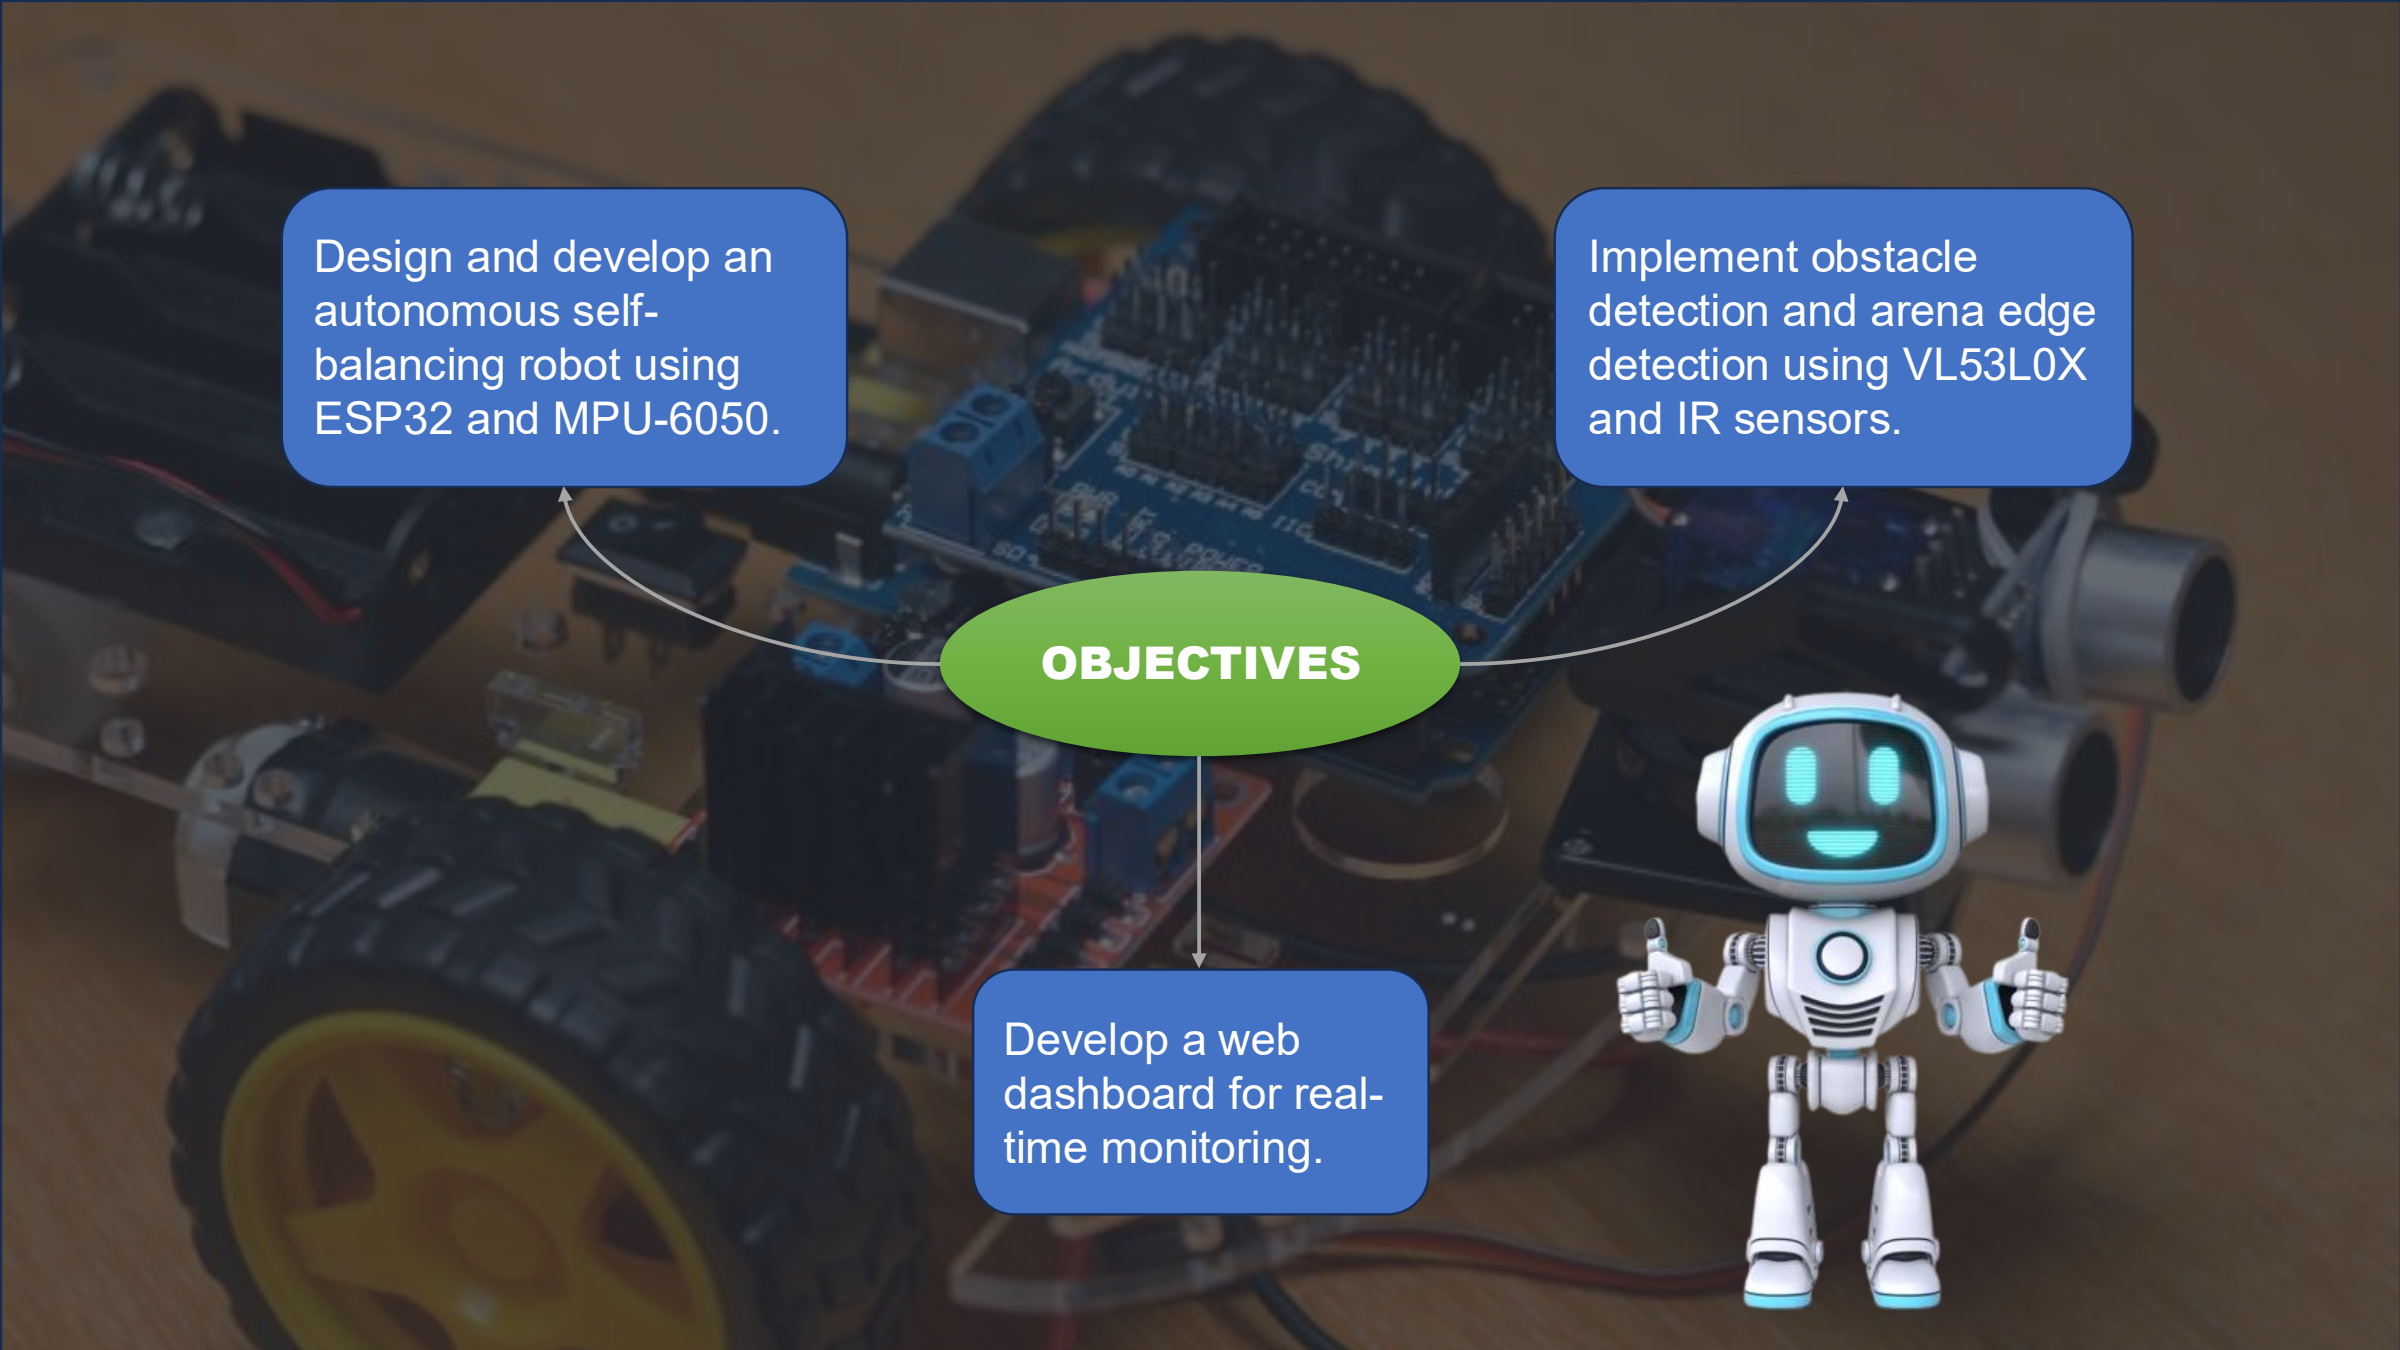 Design and develop an
autonomous self-
balancing robot using
ESP32 and MPU-6050.
Implement obstacle
detection and arena edge
detection using VL53L0X
and IR sensors.
OBJECTIVES
Develop a web
dashboard for real-
time monitoring.